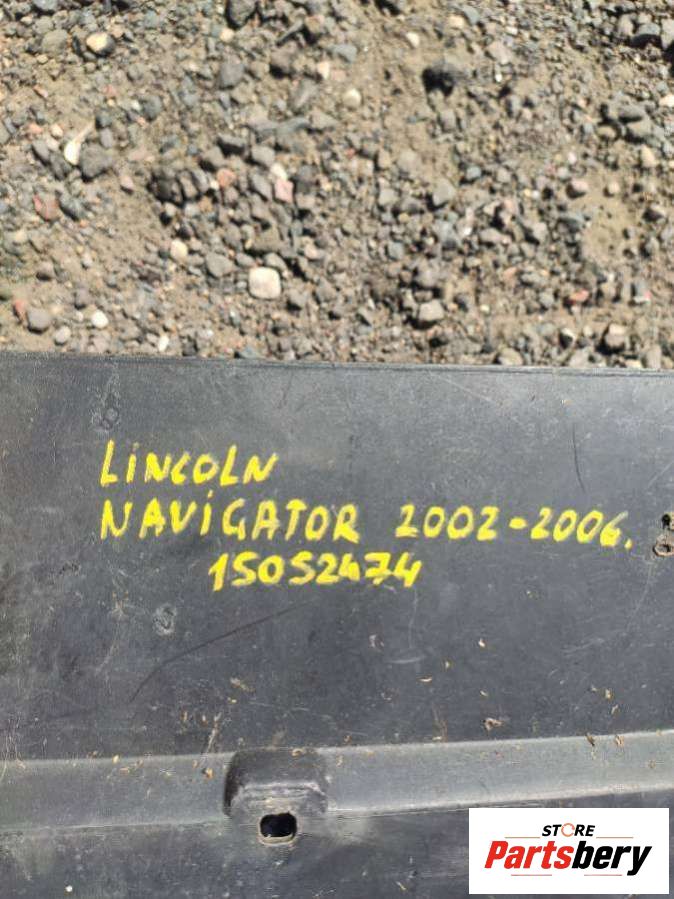 LINCOLN
NAVIGATOR 2002-2006.
15052474
STORE
Partsbery